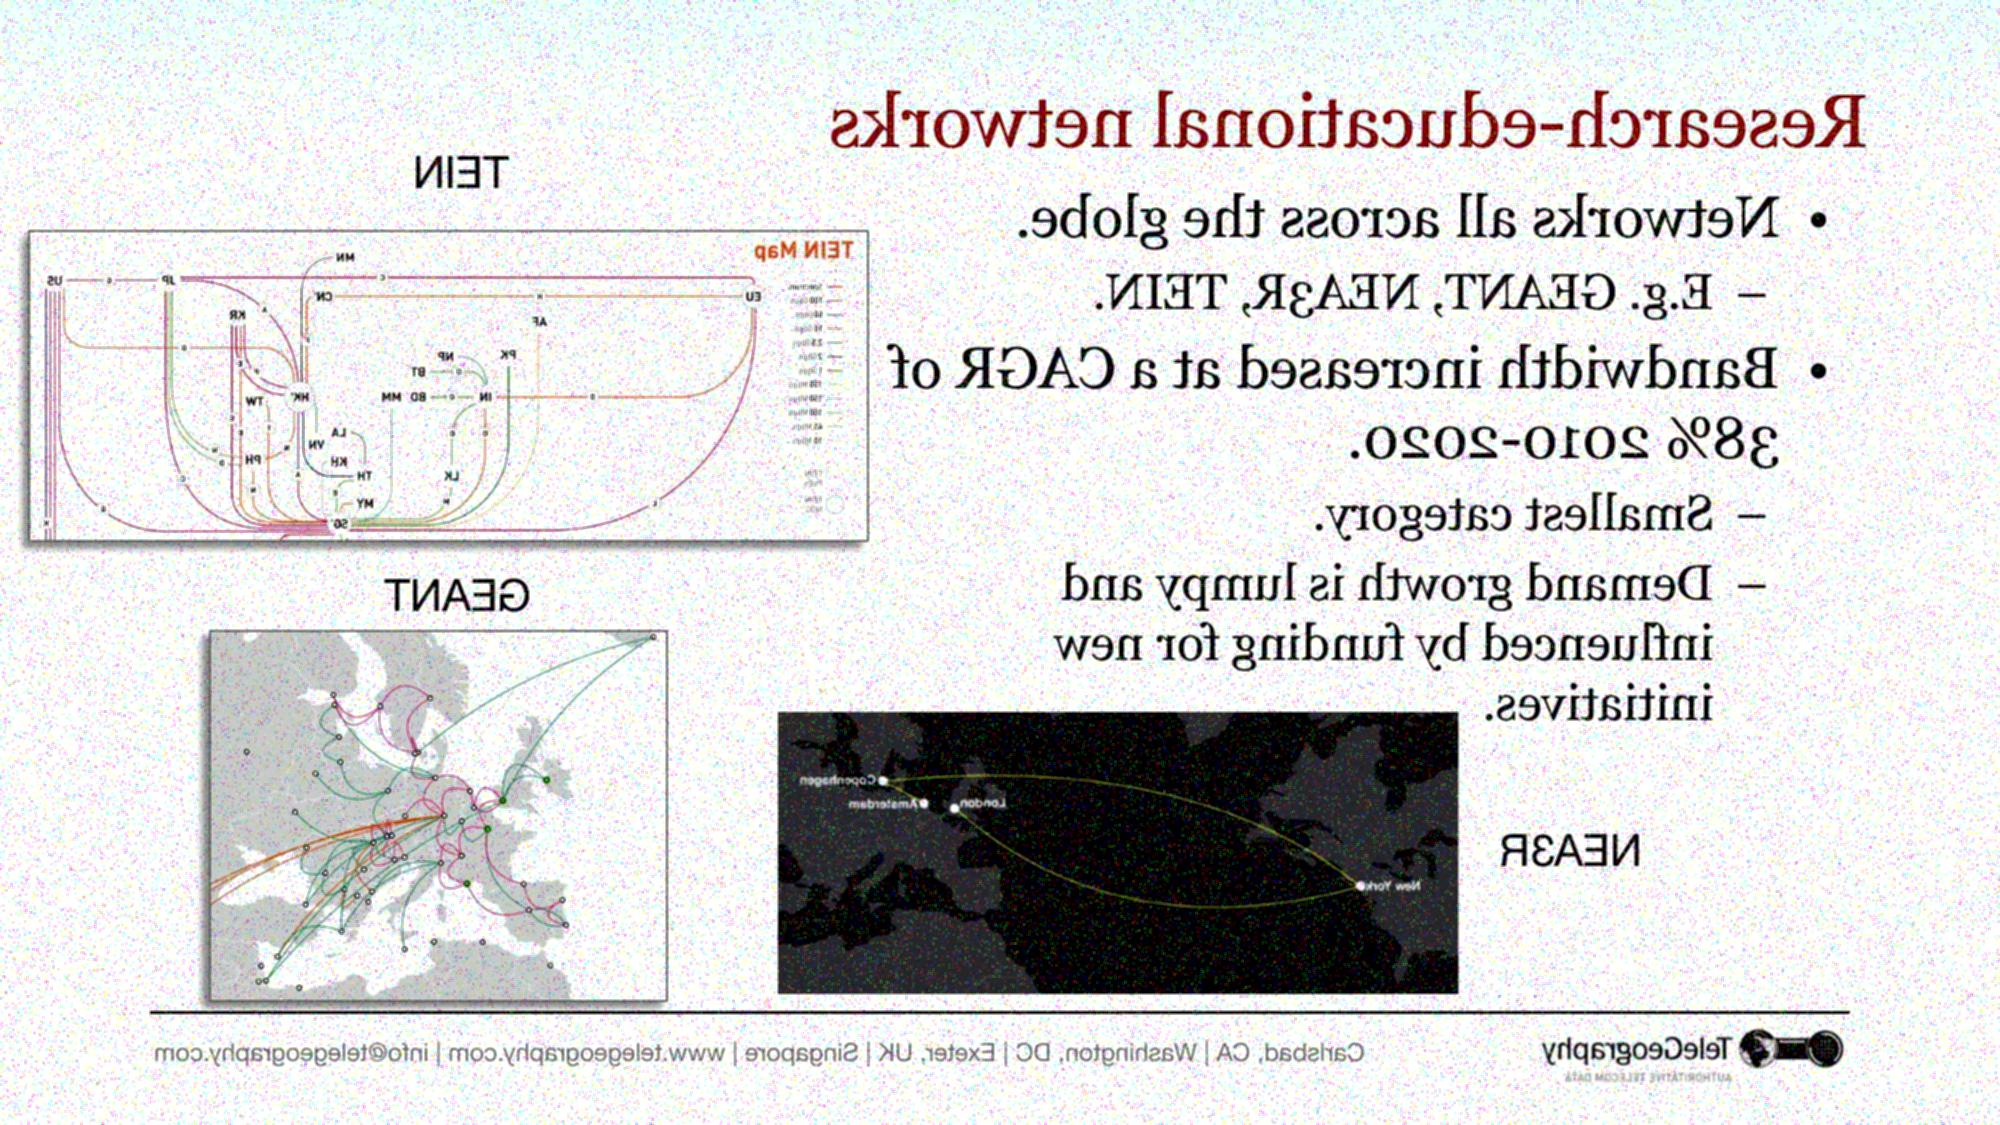 Research-educational networks
• Networks all across the globe.
– E.g. GEANT, NEA3R, TEIN.
• Bandwidth increased at a CAGR of
38% 2010-2020.
– Smallest category.
– Demand growth is lumpy and
influenced by funding for new
initiatives.
TEIN
TEIN Map
MN
US
JP
CN
EU
KR
AF
NP
PK
BT
TW
HK
MM
BD
IN
LA
VN
PH
KH
TH
LK
MY
SG
GEANT
NEA3R
Copenhagen
Amsterdam
London
New York
TeleGeography
AUTHORITATIVE TELECOM DATA
Carlsbad, CA | Washington, DC | Exeter, UK | Singapore | www.telegeography.com | info@telegeography.com